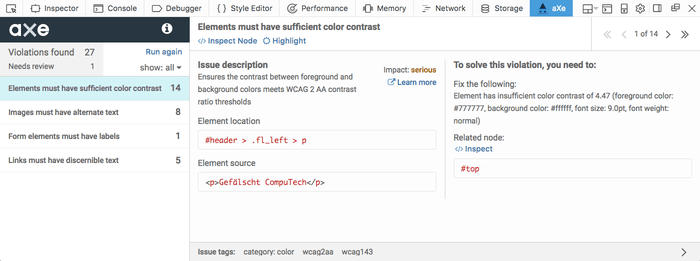 Inspector
Console
Debugger
Style Editor
Performance
Memory
Network
Storage
aXe
axe
Violations found 27
Needs review 1
Run again
show: all
Elements must have sufficient color contrast 14
Images must have alternate text 8
Form elements must have labels 1
Links must have discernible text 5
Elements must have sufficient color contrast
</> Inspect Node
Highlight
1 of 14
Issue description
Ensures the contrast between foreground and
background colors meets WCAG 2 AA contrast
ratio thresholds
Impact: serious
Learn more
Element location
#header > .fl_left > p
Element source
<p>Gefälscht CompuTech</p>
To solve this violation, you need to:
Fix the following:
Element has insufficient color contrast of 4.47 (foreground color:
#777777, background color: #ffffff, font size: 9.0pt, font weight:
normal)
Related node:
</> Inspect
#top
Issue tags: category: color wcag2aa wcag143